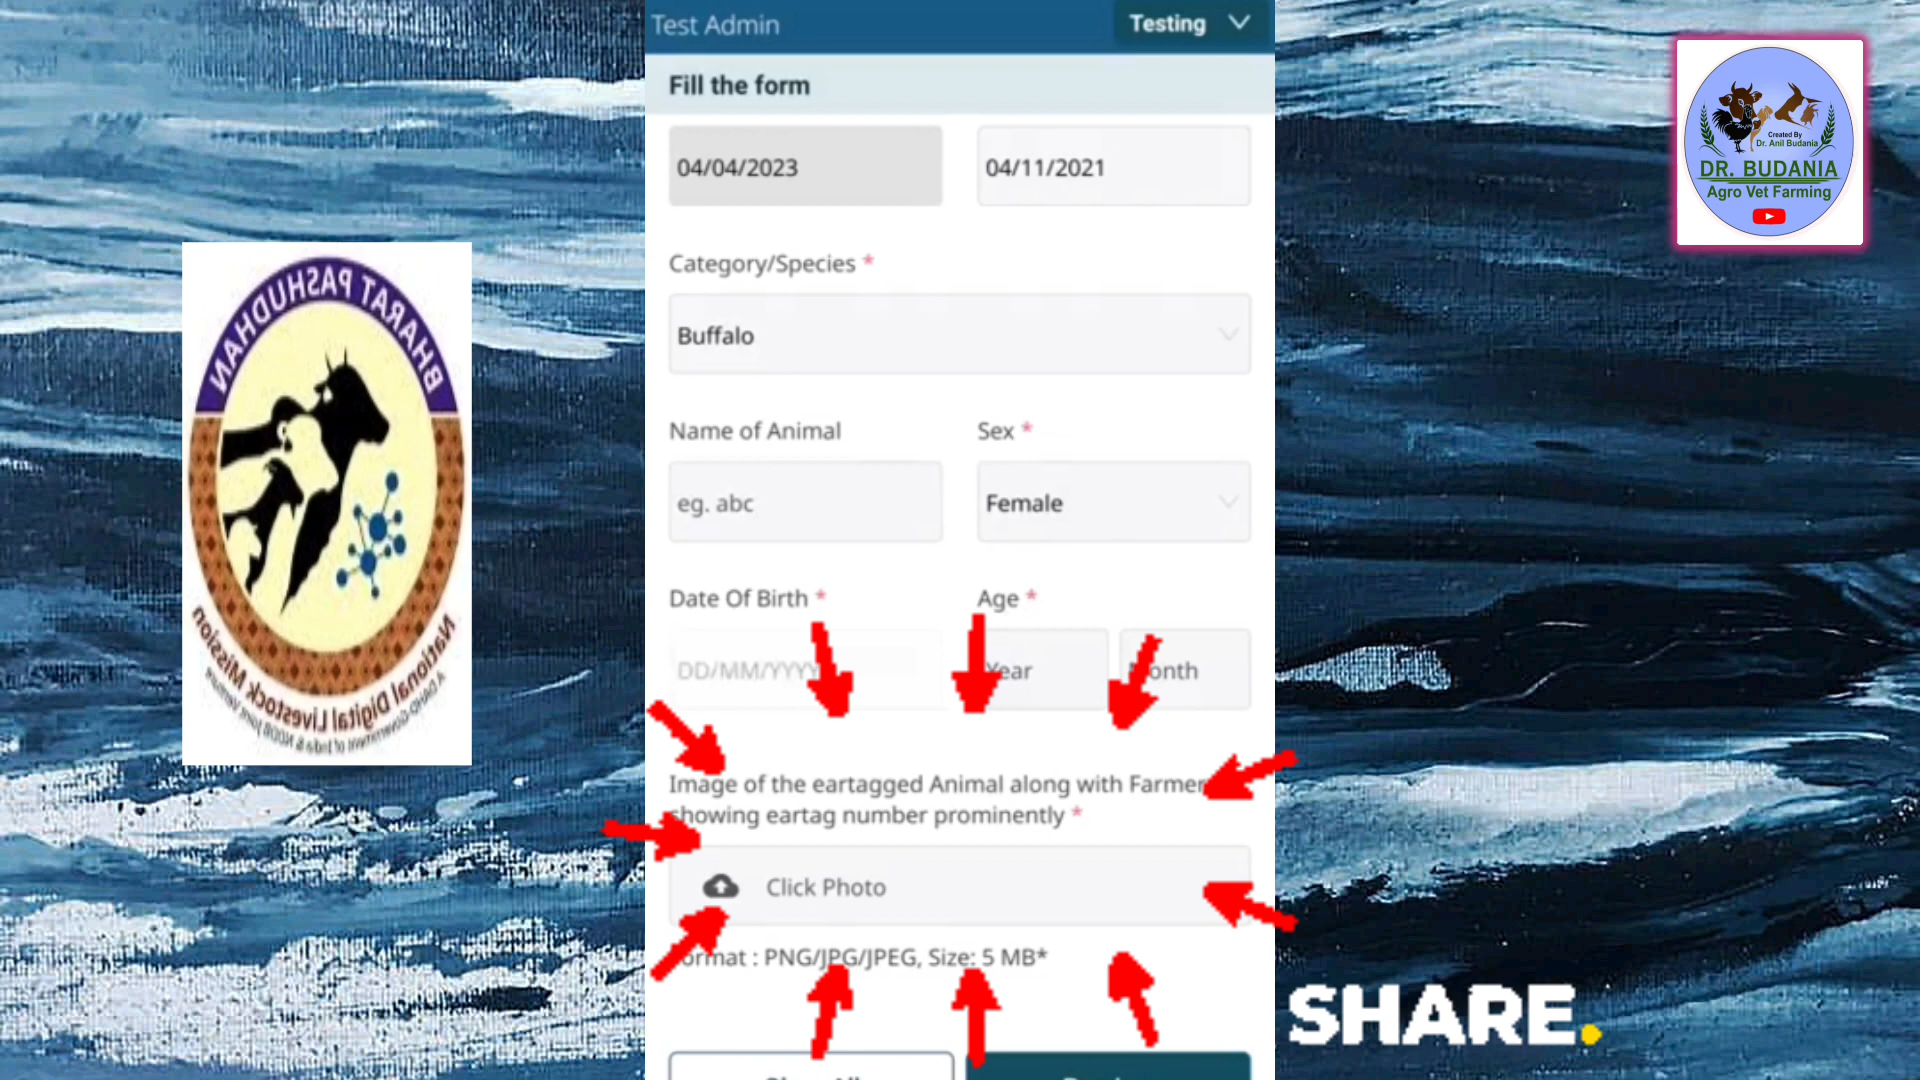 Test Admin
Testing
Fill the form
04/04/2023
04/11/2021
Category/Species *
Buffalo
Name of Animal
Sex *
eg. abc
Female
Date Of Birth *
Age *
DD/MM/YYYY
Year
Month
Image of the eartagged Animal along with Farmer
showing eartag number prominently *
Click Photo
Format : PNG/JPG/JPEG, Size: 5 MB*
BHARAT PASHUDHAN
National Digital Livestock Mission
Created By
Dr. Anil Budania
DR. BUDANIA
Agro Vet Farming
SHARE.